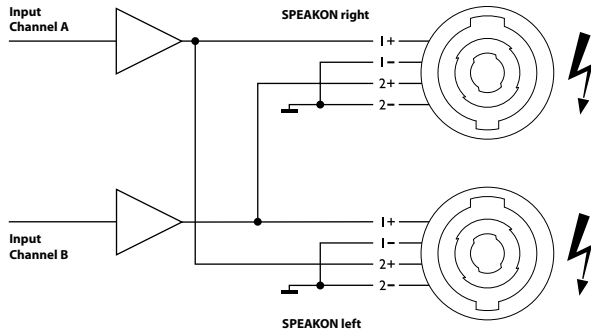 Input
Channel A
SPEAKON right
1+
1-
2+
2-
1+
1-
2+
2-
Input
Channel B
SPEAKON left